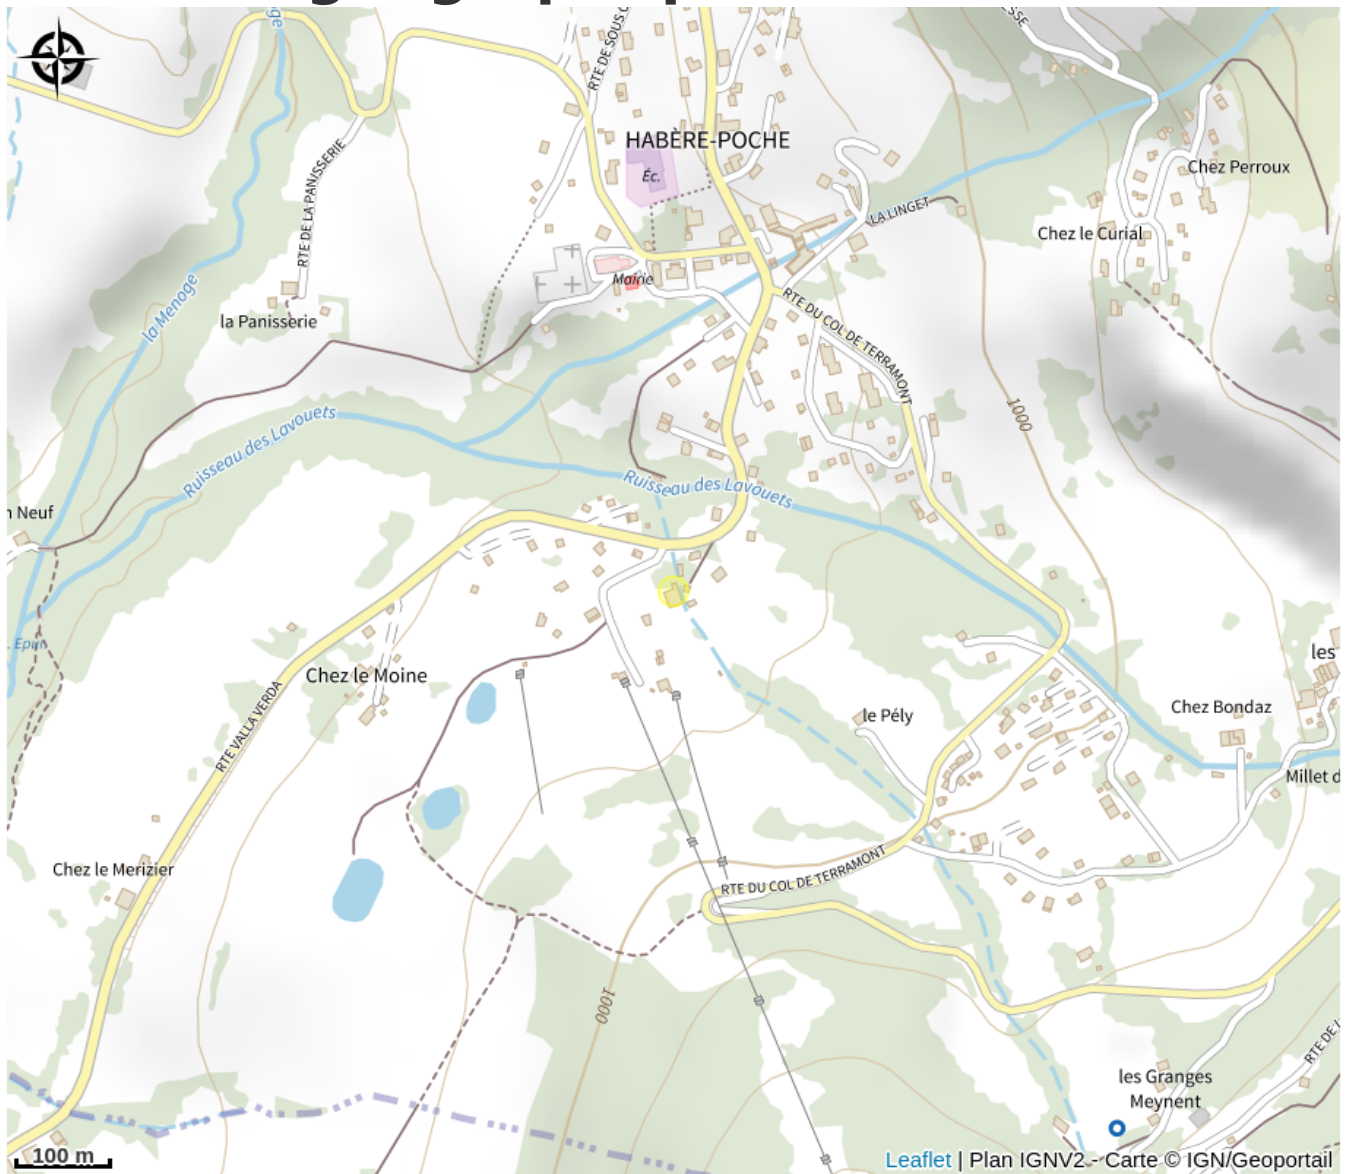 RTE DE SOUS C
HABÈRE-POCHE
Éc.
Chez Perroux
RTE DE LA PANISSERIE
LA LINGET
Chez le Curial
Mairie
la Menoge
la Panisserie
RTE DU COL DE TERRAMONT
1000
Ruisseau des Lavouets
Ruisseau des Lavouets
Neuf
Epur
Chez le Moine
les
RTE VALLA VERDA
le Pély
Chez Bondaz
Millet d
Chez le Merizier
RTE DU COL DE TERRAMONT
1000
RTE DE L
les Granges
Meynent
100 m
Leaflet | Plan IGNV2 - Carte © IGN/Geoportail